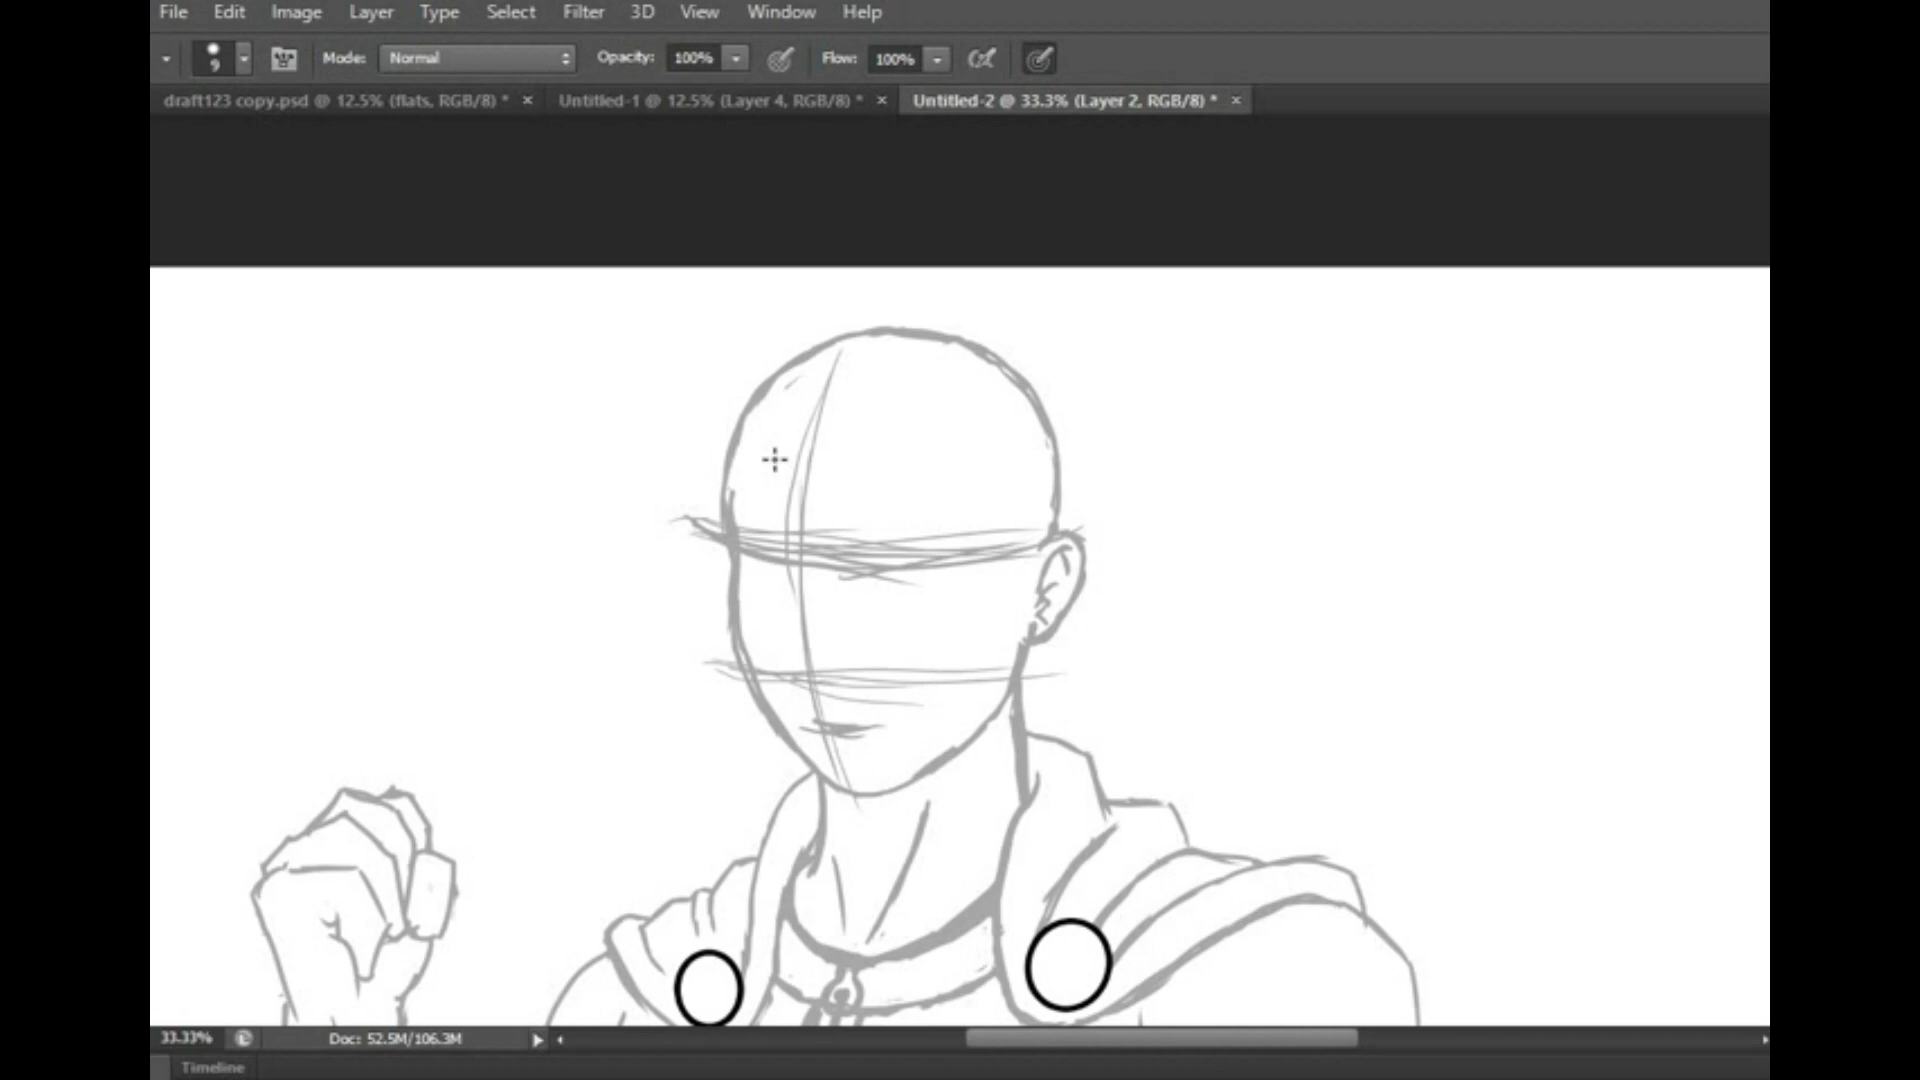 File Edit Image Layer Type Select Filter 3D View Window Help
9 Mode: Normal Opacity: 100% Flow: 100%
draft123 copy.psd @ 12.5% (flats, RGB/8) * × Untitled-1 @ 12.5% (Layer 4, RGB/8) * × Untitled-2 @ 33.3% (Layer 2, RGB/8) * ×
33.33% Doc: 52.5M/106.3M
Timeline